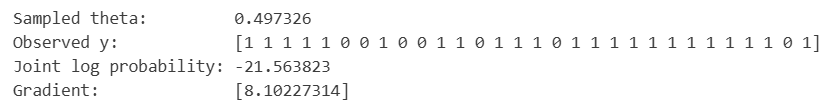 Sampled theta: 0.497326
Observed y: [1 1 1 1 1 0 0 1 0 0 1 1 0 1 1 1 0 1 1 1 1 1 1 1 1 1 1 1 0 1]
Joint log probability: -21.563823
Gradient: [8.10227314]